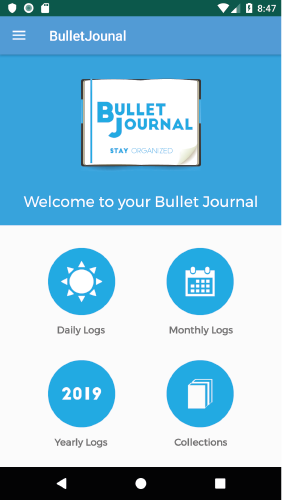 8:47
BulletJounal
BULLET
JOURNAL
STAY ORGANIZED
Welcome to your Bullet Journal
Daily Logs
Monthly Logs
2019
Yearly Logs
Collections